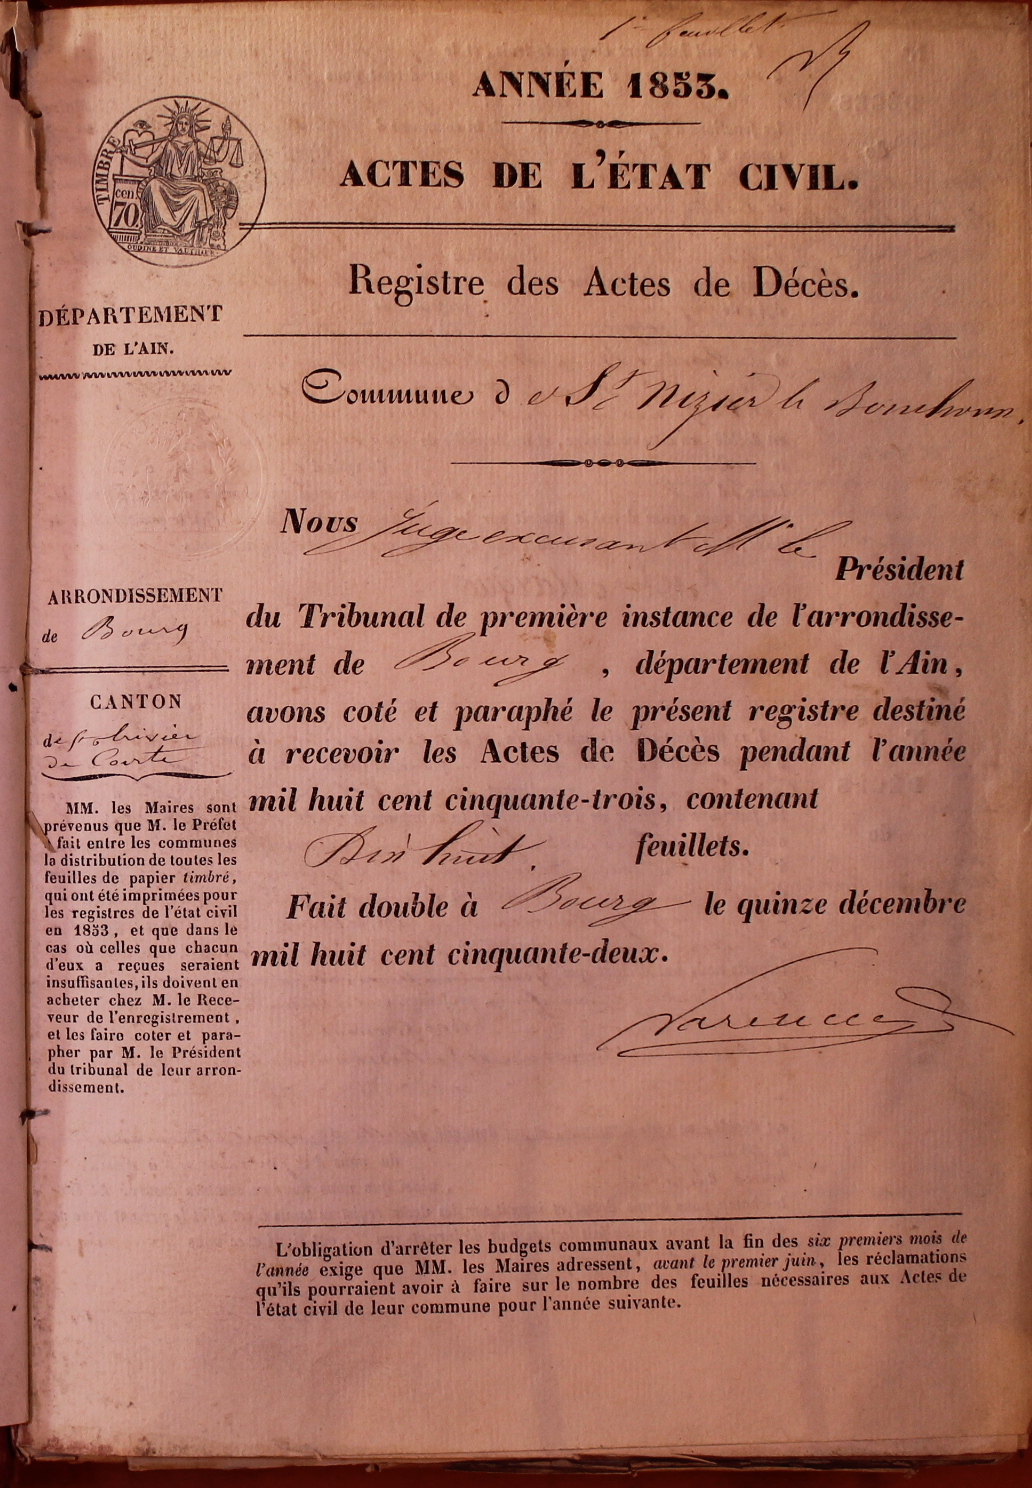 1er feuillet
ANNÉE 1853.
ACTES DE L'ÉTAT CIVIL.
TIMBRE
cen.
70.
OUDINÉ ET VAUTHIER
Registre des Actes de Décès.
DÉPARTEMENT
DE L'AIN.
Commune de St Nizier le Bouchoux.
Nous Juge excusant Mr le
Président
du Tribunal de première instance de l'arrondisse-
ment de Bourg, département de l'Ain,
avons coté et paraphé le présent registre destiné
à recevoir les Actes de Décès pendant l'année
mil huit cent cinquante-trois, contenant
Dix huit. feuillets.
Fait double à Bourg le quinze décembre
mil huit cent cinquante-deux.
ARRONDISSEMENT
de Bourg
CANTON
de St trivier
De Courte
MM. les Maires sont
prévenus que M. le Préfet
fait entre les communes
la distribution de toutes les
feuilles de papier timbré,
qui ont été imprimées pour
les registres de l'état civil
en 1853, et que dans le
cas où celles que chacun
d'eux a reçues seraient
insuffisantes, ils doivent en
acheter chez M. le Rece-
veur de l'enregistrement,
et les faire coter et para-
pher par M. le Président
du tribunal de leur arron-
dissement.
L'obligation d'arrêter les budgets communaux avant la fin des six premiers mois de
l'année exige que MM. les Maires adressent, avant le premier juin, les réclamations
qu'ils pourraient avoir à faire sur le nombre des feuilles nécessaires aux Actes de
l'état civil de leur commune pour l'année suivante.